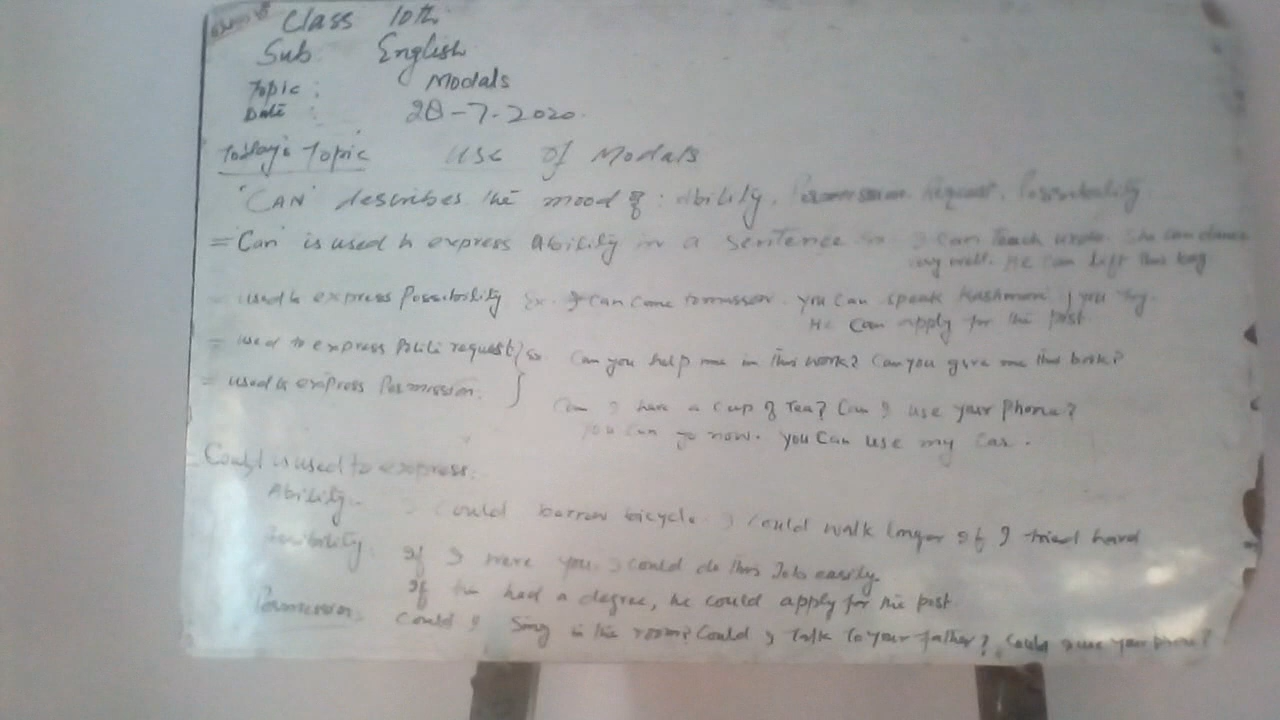 Class 10th
Sub English
Topic : Modals
Date : 28-7-2020.
Today's Topic Use of Modals
'CAN' describes the mood of : Ability, Permission Request, Possibility
= 'Can' is used to express Ability in a sentence I can Teach She can dance
very well. He can lift this bag
= used to express Possibility Ex. I can come tomorrow. you can speak Kashmiri if you try.
He can apply for the post
= used to express Polite request Ex Can you help me in this work? Can you give me this book?
= used to express Permission.
Can I have a cup of Tea? Can I use your Phone?
you can go now. you can use my car.
Could is used to express.
Ability. I could borrow bicycle. I could walk longer if I tried hard
Possibility. If I were you, I could do this Job easily.
If had a degree, he could apply for the post.
Permission. Could I Sing in the room? Could I Talk to your father? Could I use your phone?